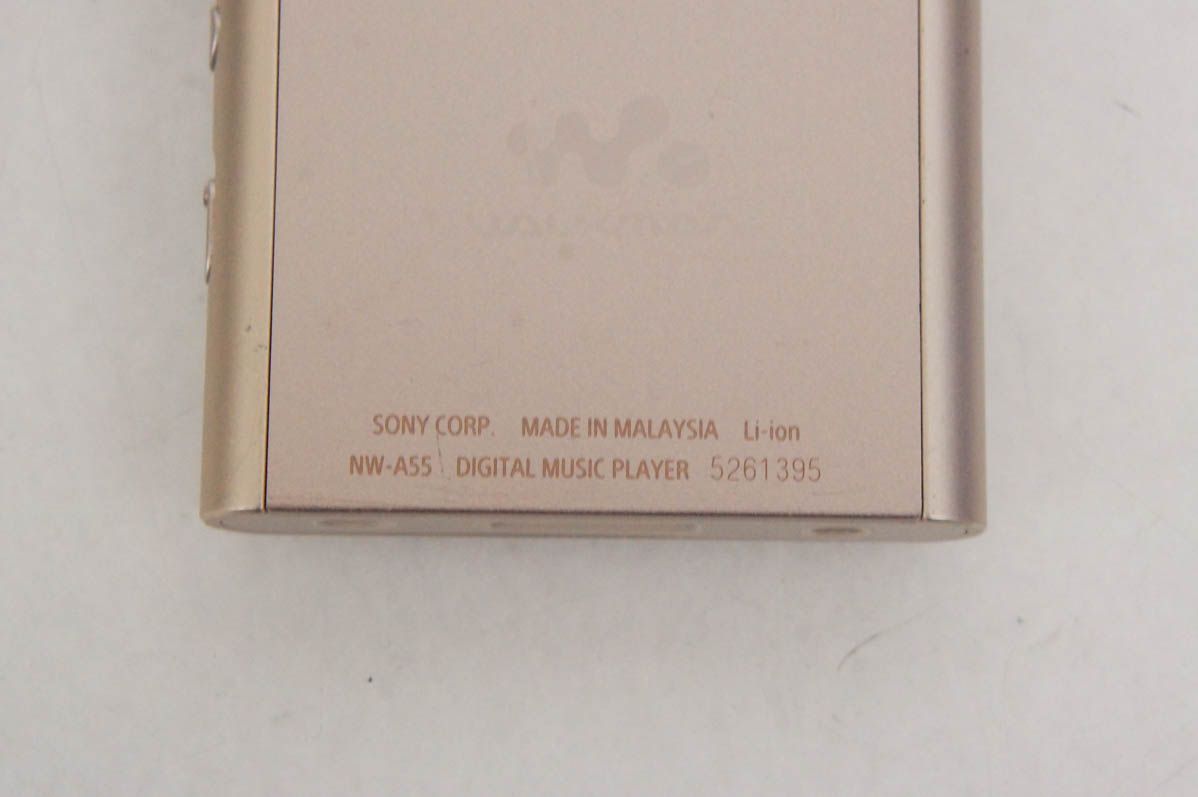 SONY CORP. MADE IN MALAYSIA Li-ion
NW-A55 DIGITAL MUSIC PLAYER 5261395